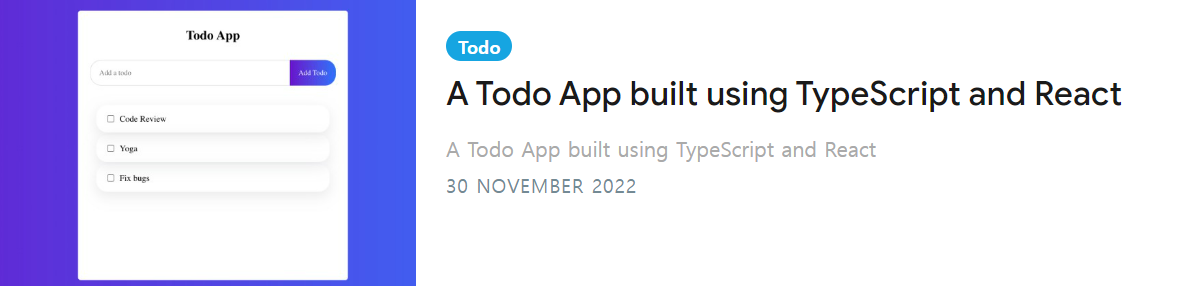 Todo App
Add a todo
Add Todo
Code Review
Yoga
Fix bugs
Todo
A Todo App built using TypeScript and React
A Todo App built using TypeScript and React
30 NOVEMBER 2022